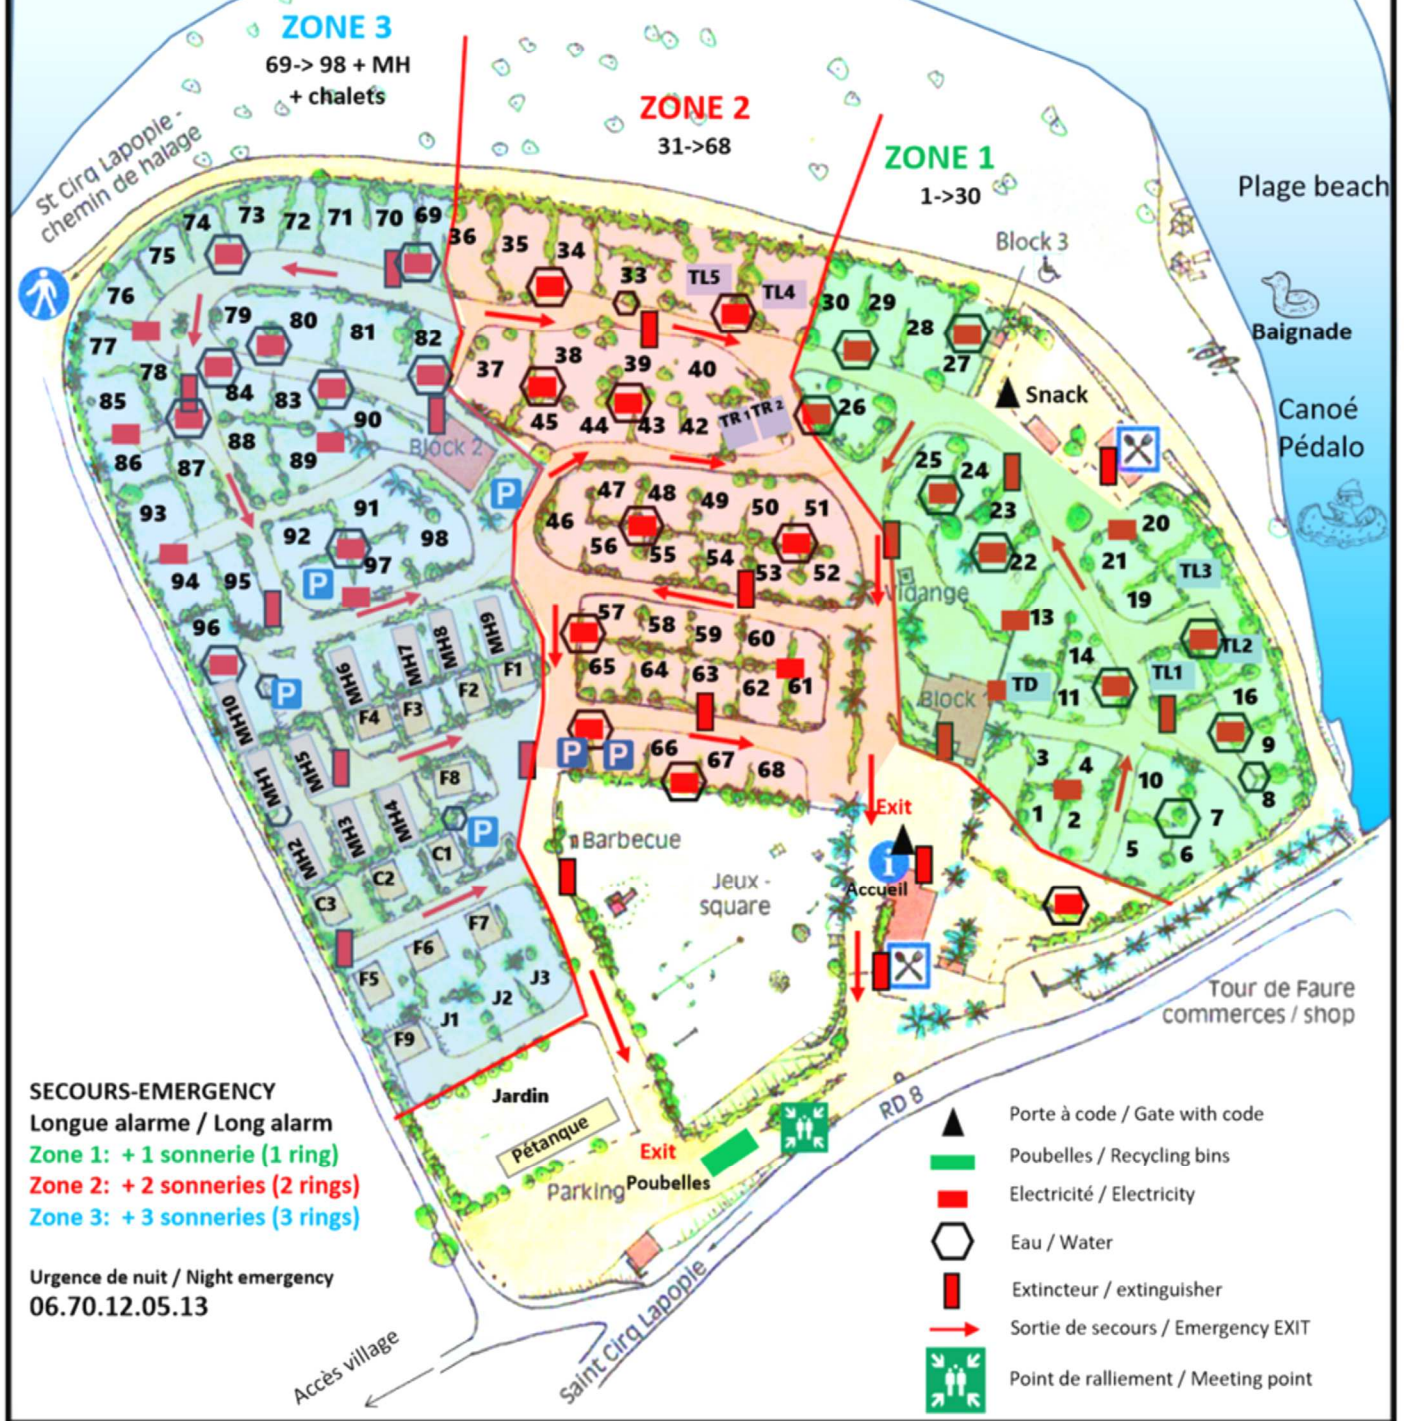 ZONE 3
69-> 98 + MH
+ chalets
ZONE 2
31->68
ZONE 1
1->30
St Cirq Lapopie -
chemin de halage
Plage beach
Block 3
Baignade
Canoé
Pédalo
Snack
74
73
72
71
70
69
75
76
77
78
79
80
81
82
84
83
85
86
87
88
89
90
Block 2
P
93
94
95
96
92
91
97
98
P
P
MH10
MH1
MH2
MH5
MH3
MH4
MH6
MH7
MH8
MH9
F1
F2
F3
F4
F8
P
C1
C2
C3
F7
F6
F5
F9
J1
J2
J3
36
35
34
33
TL5
TL4
37
38
39
40
45
44
43
42
TR 1
TR 2
46
47
48
49
50
51
56
55
54
53
52
57
58
59
60
65
64
63
62
61
P
P
66
67
68
30
29
28
27
26
25
24
23
22
20
21
19
TL3
TL2
TL1
13
14
11
TD
Vidange
Block 1
16
9
8
7
6
5
10
3
4
1
2
Exit
i
Accueil
Barbecue
Jeux -
square
Jardin
Pétanque
Exit
Poubelles
Parking
RD 8
Tour de Faure
commerces / shop
Saint Cirq Lapopie
Accès village
SECOURS-EMERGENCY
Longue alarme / Long alarm
Zone 1: + 1 sonnerie (1 ring)
Zone 2: + 2 sonneries (2 rings)
Zone 3: + 3 sonneries (3 rings)
Urgence de nuit / Night emergency
06.70.12.05.13
Porte à code / Gate with code
Poubelles / Recycling bins
Electricité / Electricity
Eau / Water
Extincteur / extinguisher
Sortie de secours / Emergency EXIT
Point de ralliement / Meeting point